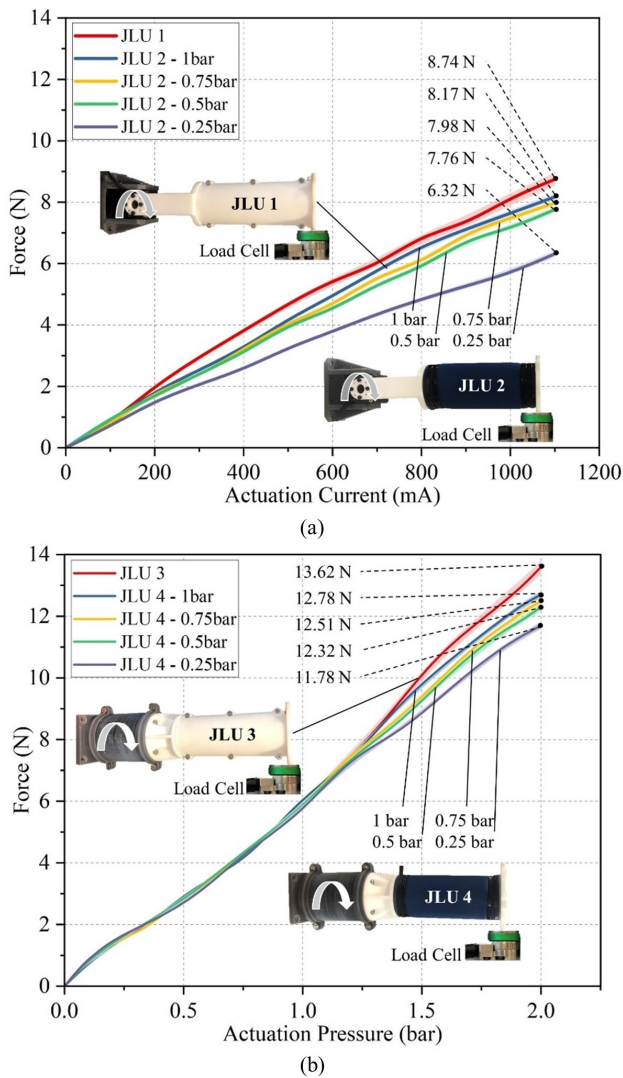 14
12
10
8
6
4
2
0
Force (N)
JLU 1
JLU 2 - 1bar
JLU 2 - 0.75bar
JLU 2 - 0.5bar
JLU 2 - 0.25bar
8.74 N
8.17 N
7.98 N
7.76 N
6.32 N
JLU 1
Load Cell
1 bar
0.5 bar
0.75 bar
0.25 bar
JLU 2
Load Cell
0 200 400 600 800 1000 1200
Actuation Current (mA)
(a)
14
12
10
8
6
4
2
0
Force (N)
JLU 3
JLU 4 - 1bar
JLU 4 - 0.75bar
JLU 4 - 0.5bar
JLU 4 - 0.25bar
13.62 N
12.78 N
12.51 N
12.32 N
11.78 N
JLU 3
Load Cell
1 bar
0.5 bar
0.75 bar
0.25 bar
JLU 4
Load Cell
0.0 0.5 1.0 1.5 2.0
Actuation Pressure (bar)
(b)